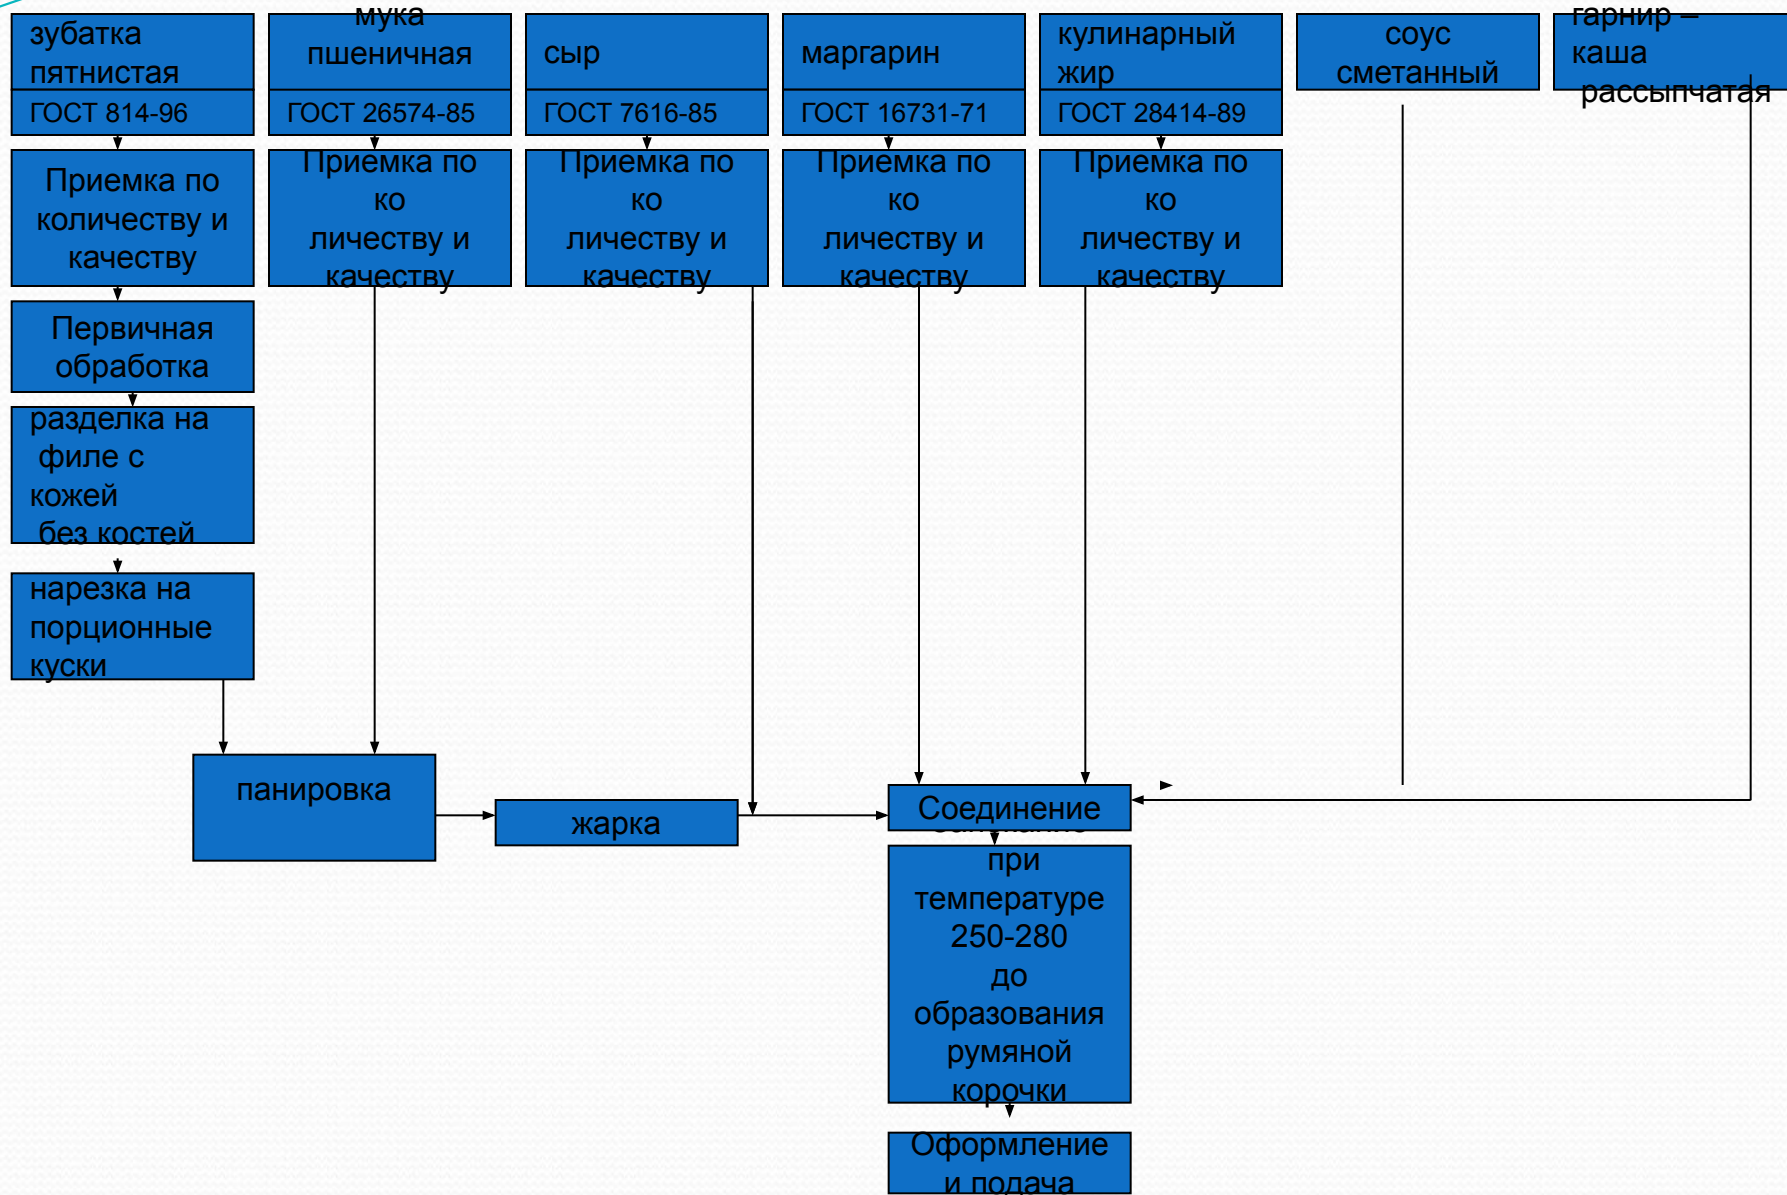 зубатка
пятнистая
ГОСТ 814-96
мука
пшеничная
ГОСТ 26574-85
сыр
ГОСТ 7616-85
маргарин
ГОСТ 16731-71
кулинарный
жир
ГОСТ 28414-89
соус
сметанный
гарнир –
каша
рассыпчатая
Приемка по
количеству и
качеству
Приемка по
ко
личеству и
качеству
Приемка по
ко
личеству и
качеству
Приемка по
ко
личеству и
качеству
Приемка по
ко
личеству и
качеству
Первичная
обработка
разделка на
филе с
кожей
без костей
нарезка на
порционные
куски
панировка
жарка
Соединение
при
температуре
250-280
до
образования
румяной
корочки
Оформление
и подача